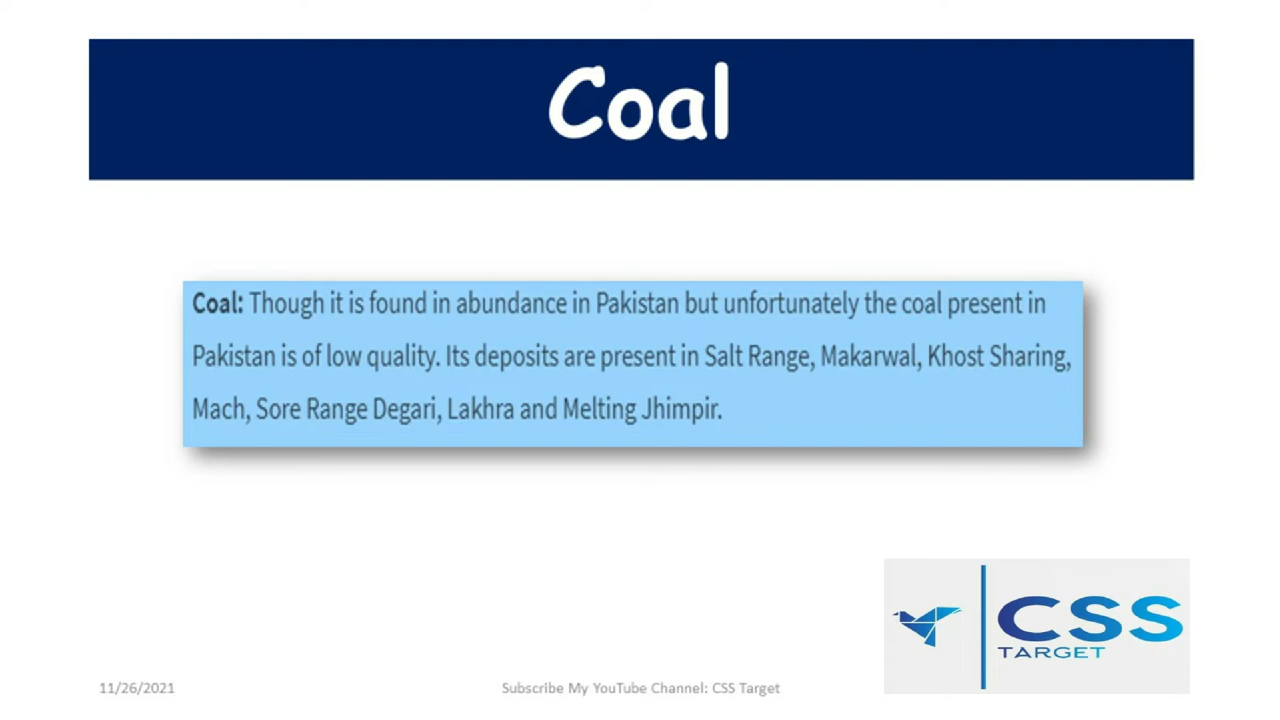 Coal
Coal: Though it is found in abundance in Pakistan but unfortunately the coal present in
Pakistan is of low quality. Its deposits are present in Salt Range, Makarwal, Khost Sharing,
Mach, Sore Range Degari, Lakhra and Melting Jhimpir.
CSS
TARGET
11/26/2021
Subscribe My YouTube Channel: CSS Target